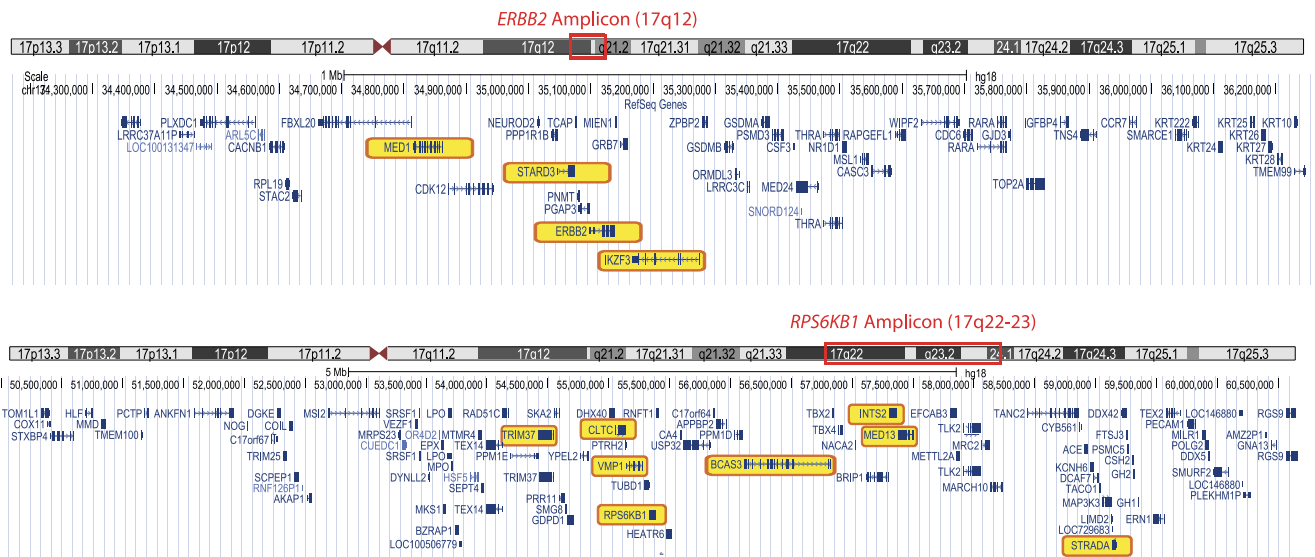 ERBB2 Amplicon (17q12)
17p13.3 17p13.2 17p13.1 17p12 17p11.2 17q11.2 17q12 q21.2 17q21.31 q21.32 q21.33 17q22 q23.2 24.1 17q24.2 17q24.3 17q25.1 17q25.3
Scale 1 Mb hg18
34,300,000 34,400,000 34,500,000 34,600,000 34,700,000 34,800,000 34,900,000 35,000,000 35,100,000 35,200,000 35,300,000 35,400,000 35,500,000 35,600,000 35,700,000 35,800,000 35,900,000 36,000,000 36,100,000 36,200,000
RefSeq Genes
PLXDC1 FBXL20 NEUROD2 TCAP MIEN1 ZPBP2 GSDMA WIPF2 RARA IGFBP4 CCR7 KRT222 KRT25 KRT10
LRRC37A11P ARL5C PPP1R1B PSMD3 THRA RAPGEFL1 CDC6 GJD3 TNS4 SMARCE1 KRT26
LOC100131347 CACNB1 MED1 GRB7 GSDMB CSF3 NR1D1 RARA KRT24 KRT27
MSL1 KRT28
STARD3 ORMDL3 CASC3 TMEM99
RPL19 CDK12 LRRC3C MED24 TOP2A
STAC2 PNMT
PGAP3 SNORD124
ERBB2 THRA
IKZF3
RPS6KB1 Amplicon (17q22-23)
17p13.3 17p13.2 17p13.1 17p12 17p11.2 17q11.2 17q12 q21.2 17q21.31 q21.32 q21.33 17q22 q23.2 24.1 17q24.2 17q24.3 17q25.1 17q25.3
5 Mb hg18
50,500,000 51,000,000 51,500,000 52,000,000 52,500,000 53,000,000 53,500,000 54,000,000 54,500,000 55,000,000 55,500,000 56,000,000 56,500,000 57,000,000 57,500,000 58,000,000 58,500,000 59,000,000 59,500,000 60,000,000 60,500,000
TOM1L1 HLF PCTP ANKFN1 DGKE MSI2 SRSF1 LPO RAD51C SKA2 DHX40 RNFT1 C17orf64 TBX2 INTS2 EFCAB3 TANC2 DDX42 TEX2 LOC146880 RGS9
COX11 MMD NOG COIL VEZF1 APPBP2 PECAM1
STXBP4 TMEM100 C17orf67 MRPS23 OR4D2 MTMR4 TRIM37 CLTC CA4 PPM1D TBX4 MED13 TLK2 CYB561 FTSJ3 MILR1 AMZ2P1
CUEDC1 EPX TEX14 PTRH2 USP32 NACA2 MRC2 ACE PSMC5 POLG2 GNA13
TRIM25 SRSF1 LPO PPM1E YPEL2 METTL2A CSH2 DDX5 RGS9
MPO VMP1 BCAS3 KCNH6
SCPEP1 DYNLL2 HSF5 TRIM37 BRIP1 TLK2 DCAF7 GH2 SMURF2
RNF126P1 SEPT4 TUBD1 MARCH10 TACO1 LOC146880
AKAP1 PRR11 MAP3K3 GH1 PLEKHM1P
MKS1 TEX14 SMG8 RPS6KB1
GDPD1 LIMD2 ERN1
BZRAP1 HEATR6 LOC729683
LOC100506779 STRADA